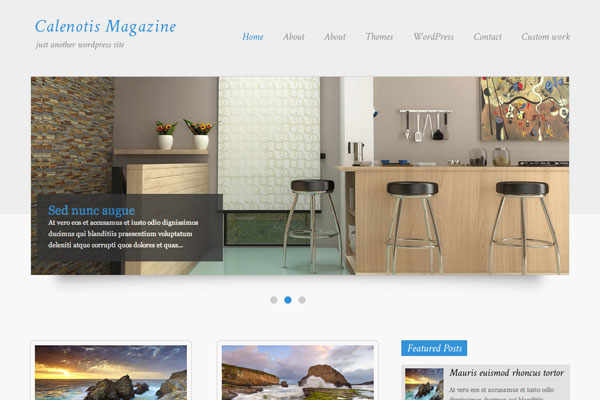 Calenotis Magazine
just another wordpress site
Home About About Themes WordPress Contact Custom work
Sed nunc augue
At vero eos et accusamus et iusto odio dignissimos
ducimus qui blanditiis praesentium voluptatum
deleniti atque corrupti quos dolores et quas...
Featured Posts
Mauris euismod rhoncus tortor
At vero eos et accusamus et iusto odio
dignissimos ducimus blanditiis